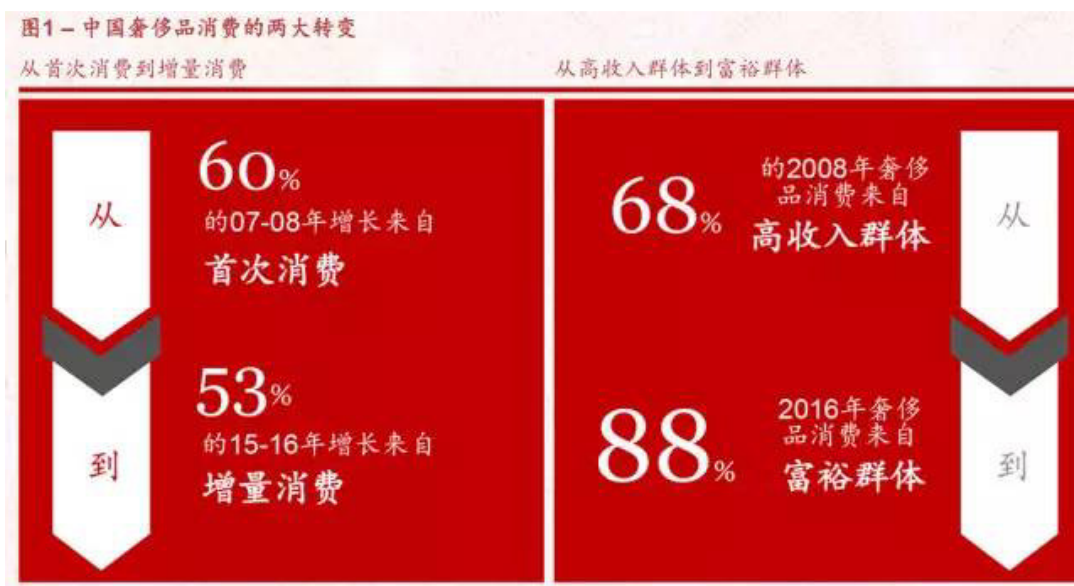 图1 – 中国奢侈品消费的两大转变
从首次消费到增量消费
从
60%
的07-08年增长来自
首次消费
到
53%
的15-16年增长来自
增量消费
从高收入群体到富裕群体
68%
的2008年奢侈
品消费来自
高收入群体
从
88%
2016年奢侈
品消费来自
富裕群体
到